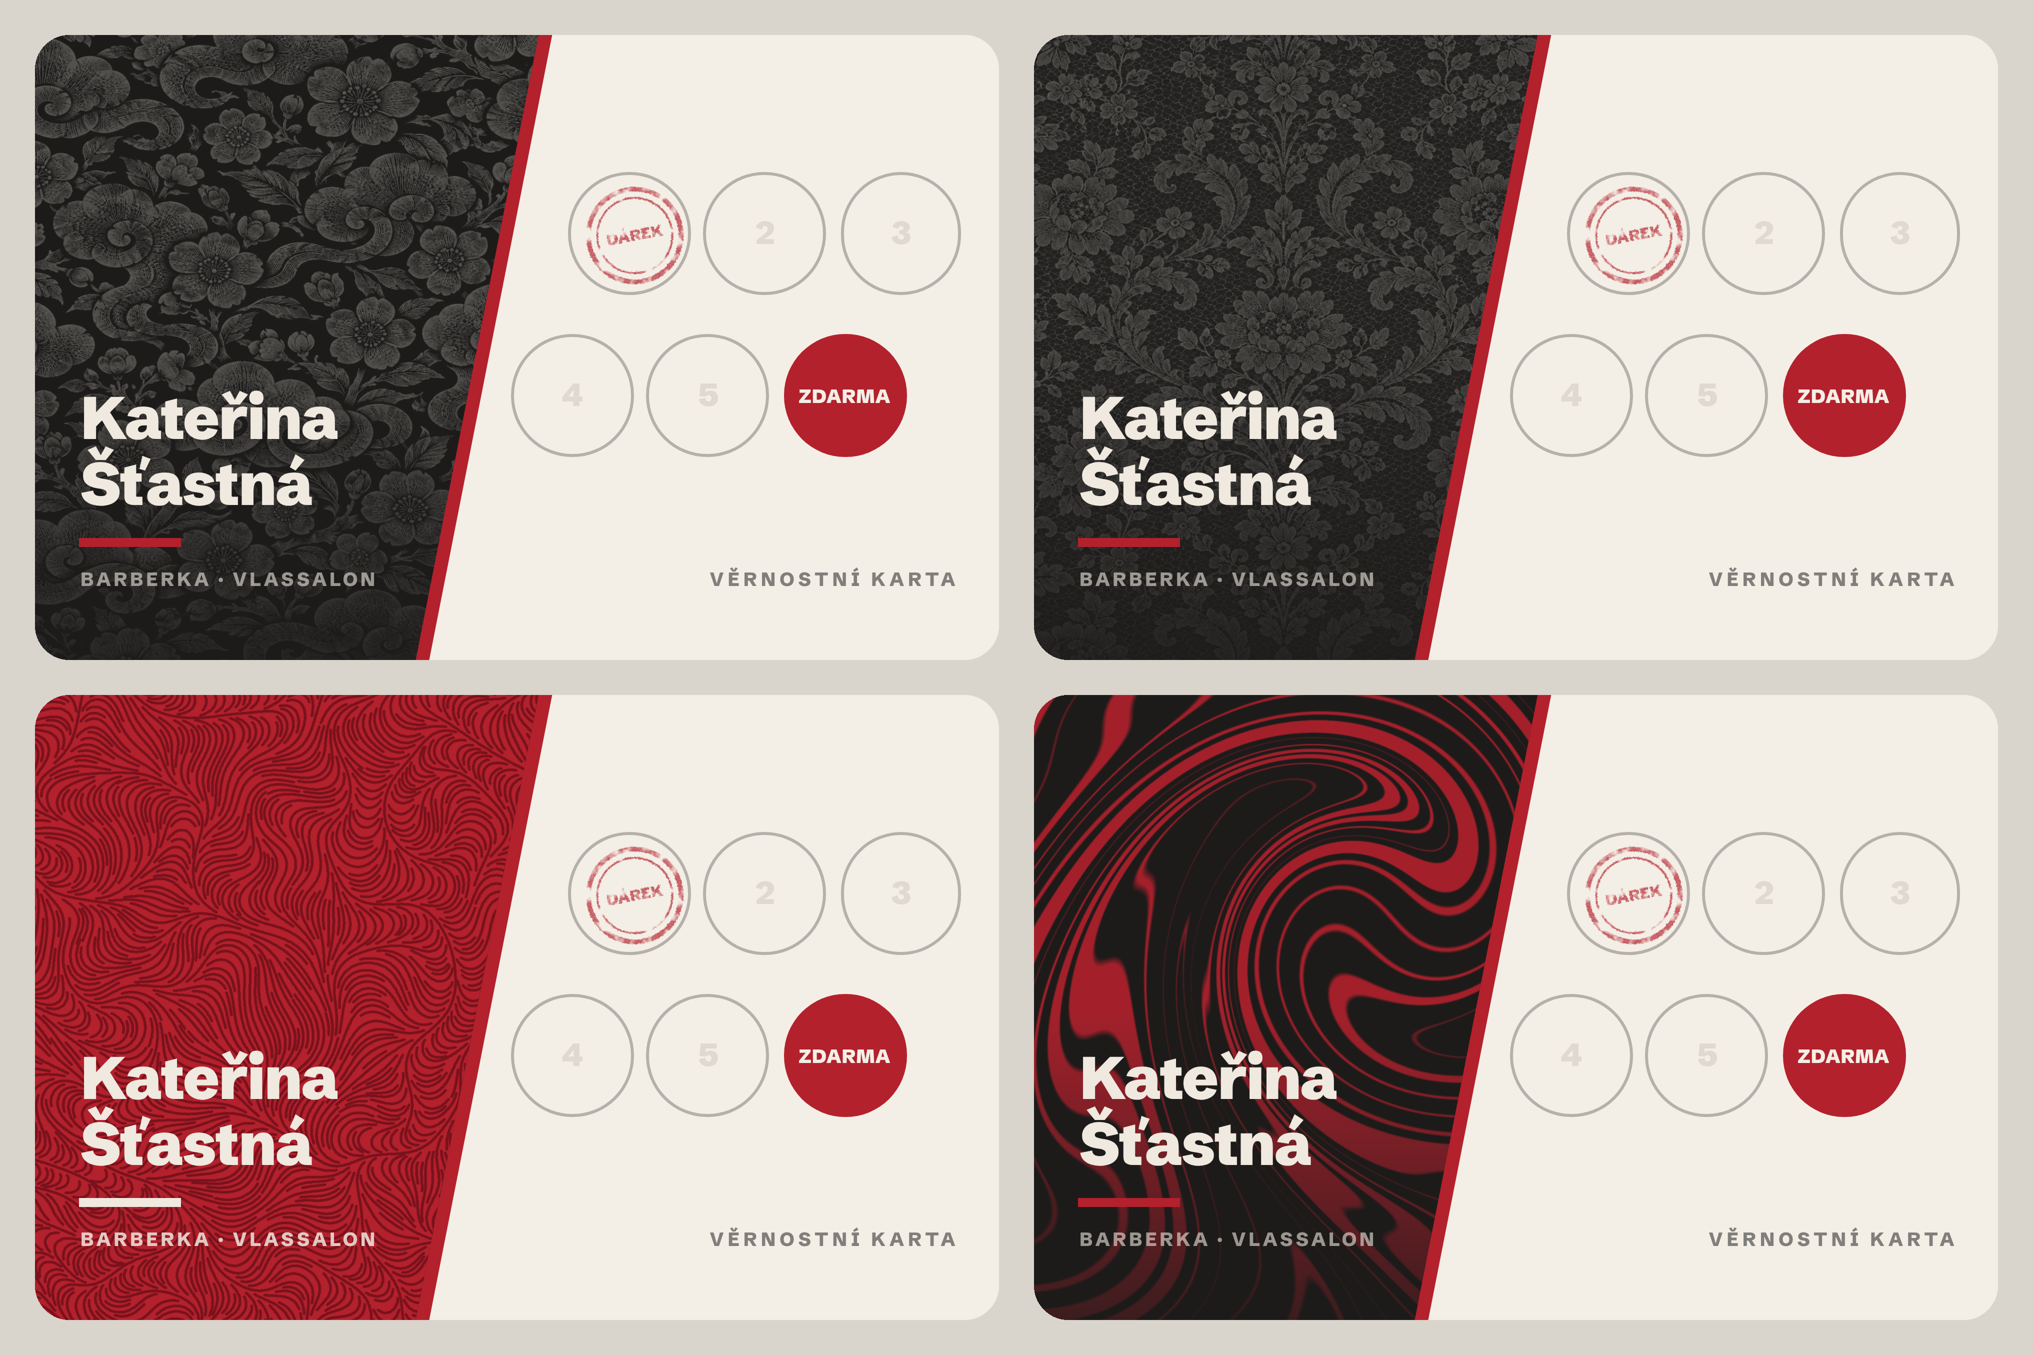 DÁREK 2 3
4 5 ZDARMA
Kateřina
Šťastná
BARBERKA · VLASSALON
VĚRNOSTNÍ KARTA
DÁREK 2 3
4 5 ZDARMA
Kateřina
Šťastná
BARBERKA · VLASSALON
VĚRNOSTNÍ KARTA
DÁREK 2 3
4 5 ZDARMA
Kateřina
Šťastná
BARBERKA · VLASSALON
VĚRNOSTNÍ KARTA
DÁREK 2 3
4 5 ZDARMA
Kateřina
Šťastná
BARBERKA · VLASSALON
VĚRNOSTNÍ KARTA